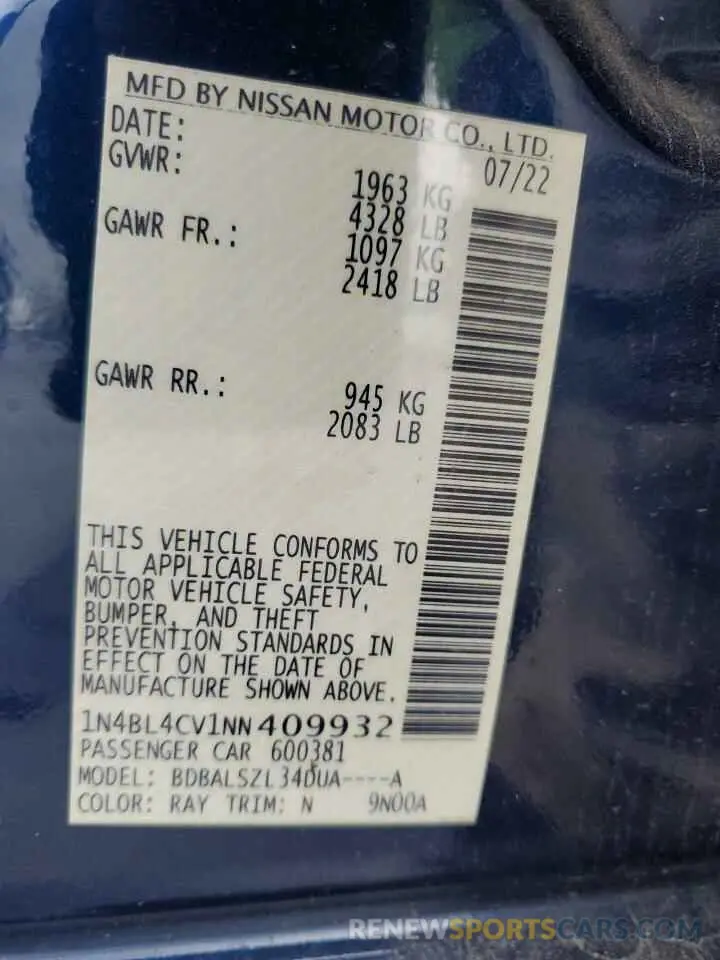 MFD BY NISSAN MOTOR CO., LTD.
DATE: 07/22
GVWR: 1963 KG
4328 LB
GAWR FR.: 1097 KG
2418 LB
GAWR RR.: 945 KG
2083 LB
THIS VEHICLE CONFORMS TO
ALL APPLICABLE FEDERAL
MOTOR VEHICLE SAFETY,
BUMPER, AND THEFT
PREVENTION STANDARDS IN
EFFECT ON THE DATE OF
MANUFACTURE SHOWN ABOVE.
1N4BL4CV1NN409932
PASSENGER CAR 600381
MODEL: BDBALSZL34DUA----A
COLOR: RAY TRIM: N 9N00A
RENEWSPORTSCARS.COM